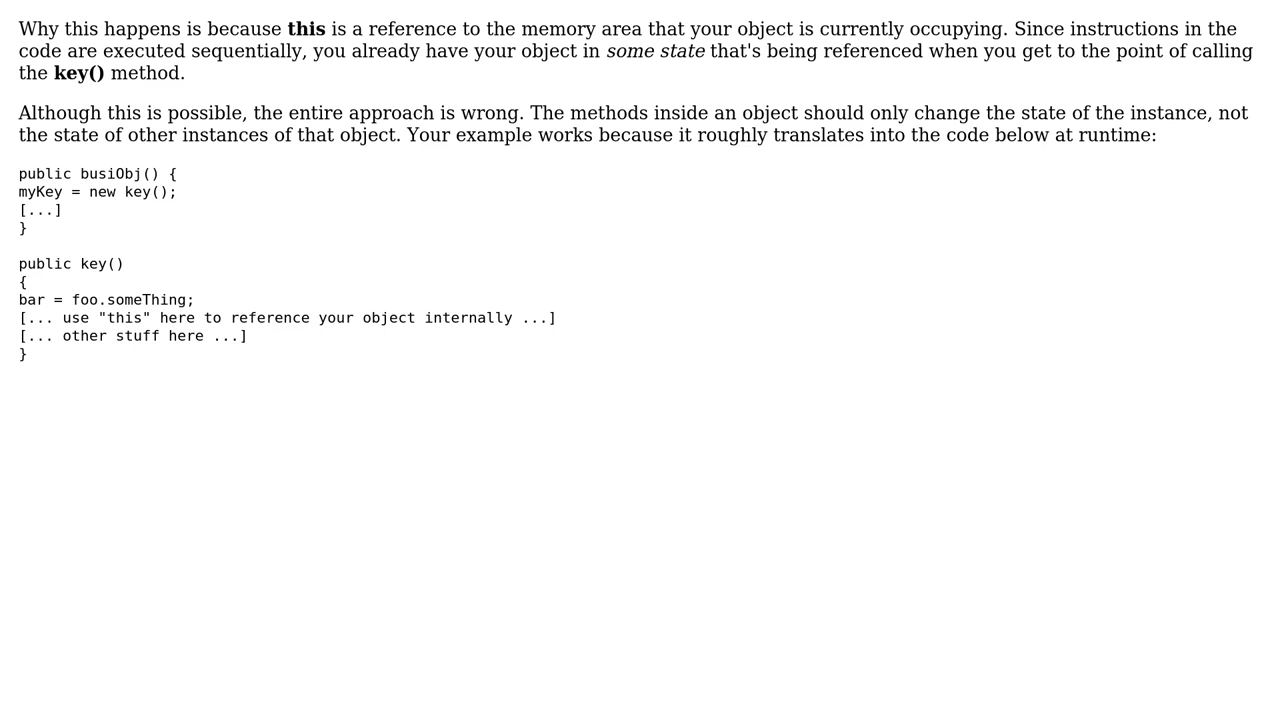 Why this happens is because this is a reference to the memory area that your object is currently occupying. Since instructions in the
code are executed sequentially, you already have your object in some state that's being referenced when you get to the point of calling
the key() method.
Although this is possible, the entire approach is wrong. The methods inside an object should only change the state of the instance, not
the state of other instances of that object. Your example works because it roughly translates into the code below at runtime:
public busiObj() {
myKey = new key();
[...]
}
public key()
{
bar = foo.someThing;
[... use "this" here to reference your object internally ...]
[... other stuff here ...]
}